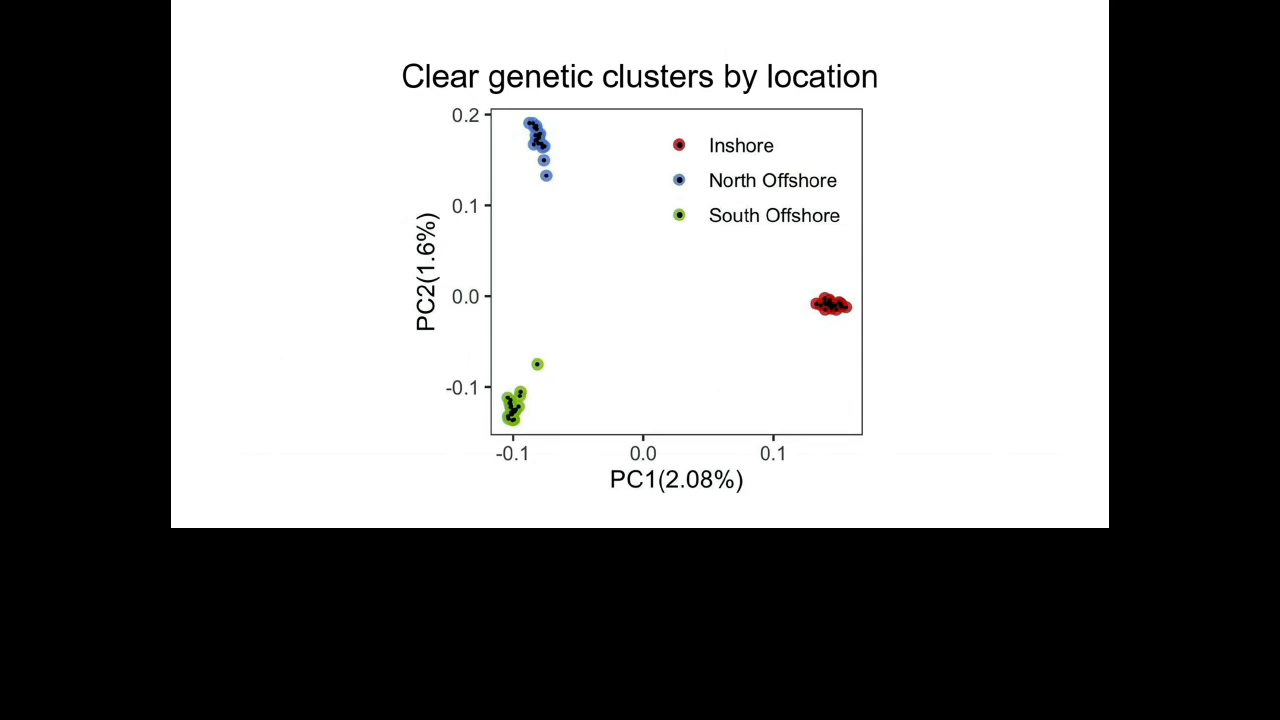 Clear genetic clusters by location
0.2
0.1
0.0
-0.1
PC2(1.6%)
Inshore
North Offshore
South Offshore
-0.1 0.0 0.1
PC1(2.08%)